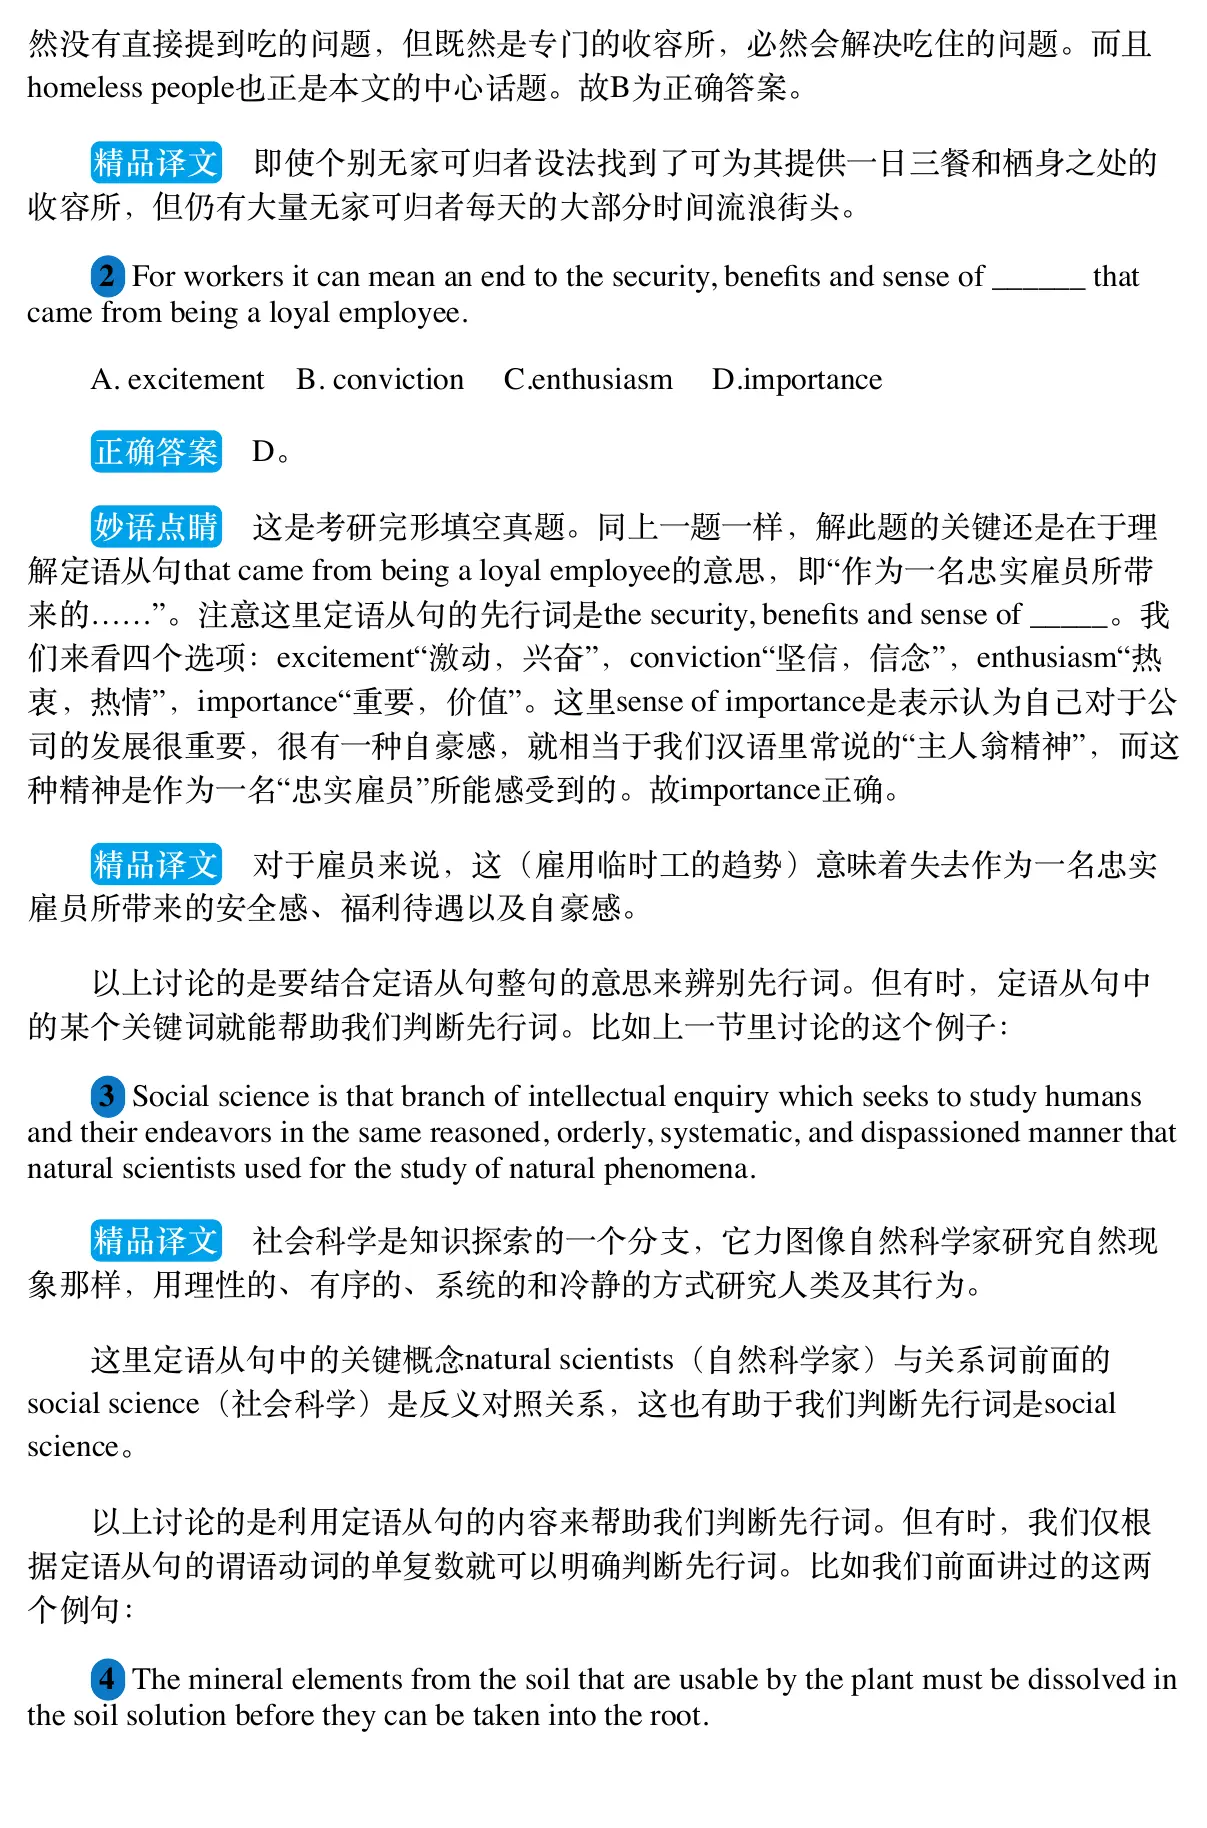 然没有直接提到吃的问题，但既然是专门的收容所，必然会解决吃住的问题。而且
homeless people也正是本文的中心话题。故B为正确答案。
精品译文　即使个别无家可归者设法找到了可为其提供一日三餐和栖身之处的
收容所，但仍有大量无家可归者每天的大部分时间流浪街头。
2 For workers it can mean an end to the security, benefits and sense of ______ that
came from being a loyal employee.
A. excitement　B. conviction　C.enthusiasm　D.importance
正确答案　D。
妙语点睛　这是考研完形填空真题。同上一题一样，解此题的关键还是在于理
解定语从句that came from being a loyal employee的意思，即“作为一名忠实雇员所带
来的……”。注意这里定语从句的先行词是the security, benefits and sense of _____。我
们来看四个选项：excitement“激动，兴奋”，conviction“坚信，信念”，enthusiasm“热
衷，热情”，importance“重要，价值”。这里sense of importance是表示认为自己对于公
司的发展很重要，很有一种自豪感，就相当于我们汉语里常说的“主人翁精神”，而这
种精神是作为一名“忠实雇员”所能感受到的。故importance正确。
精品译文　对于雇员来说，这（雇用临时工的趋势）意味着失去作为一名忠实
雇员所带来的安全感、福利待遇以及自豪感。
以上讨论的是要结合定语从句整句的意思来辨别先行词。但有时，定语从句中
的某个关键词就能帮助我们判断先行词。比如上一节里讨论的这个例子：
3 Social science is that branch of intellectual enquiry which seeks to study humans
and their endeavors in the same reasoned, orderly, systematic, and dispassioned manner that
natural scientists used for the study of natural phenomena.
精品译文　社会科学是知识探索的一个分支，它力图像自然科学家研究自然现
象那样，用理性的、有序的、系统的和冷静的方式研究人类及其行为。
这里定语从句中的关键概念natural scientists（自然科学家）与关系词前面的
social science（社会科学）是反义对照关系，这也有助于我们判断先行词是social
science。
以上讨论的是利用定语从句的内容来帮助我们判断先行词。但有时，我们仅根
据定语从句的谓语动词的单复数就可以明确判断先行词。比如我们前面讲过的这两
个例句：
4 The mineral elements from the soil that are usable by the plant must be dissolved in
the soil solution before they can be taken into the root.